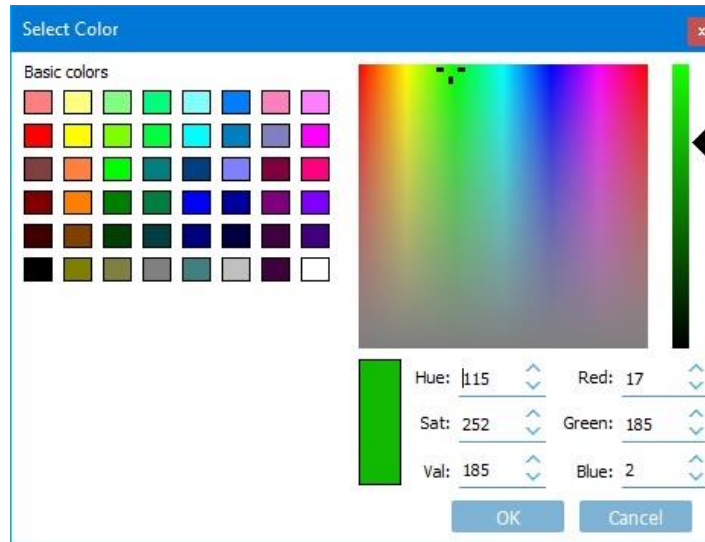 Select Color
Basic colors
Hue: 115 Red: 17
Sat: 252 Green: 185
Val: 185 Blue: 2
OK Cancel